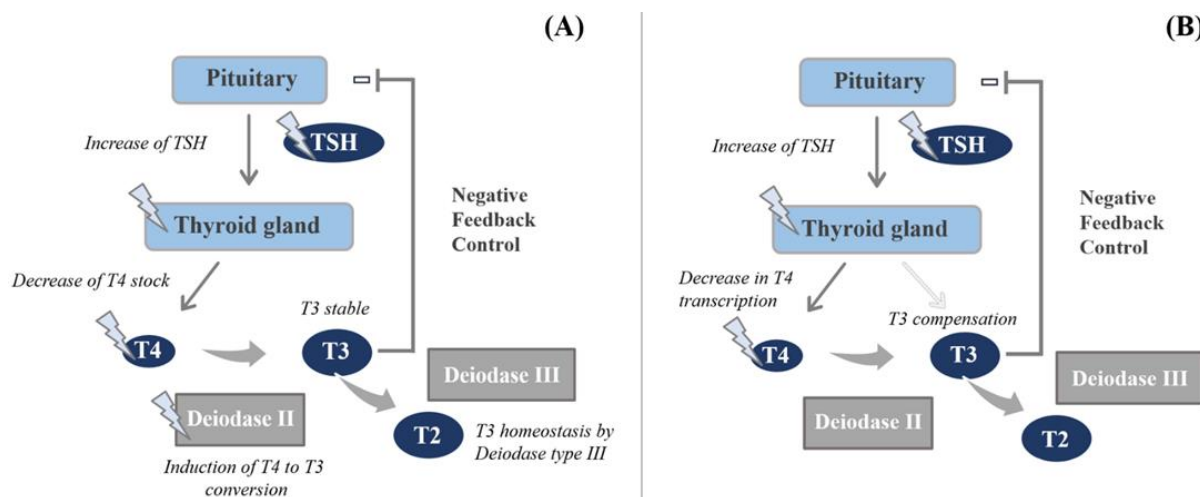 (A)
Pituitary
Increase of TSH
TSH
Thyroid gland
Negative
Feedback
Control
Decrease of T4 stock
T3 stable
T4
T3
Deiodase III
Deiodase II
T2
T3 homeostasis by
Deiodase type III
Induction of T4 to T3
conversion
(B)
Pituitary
Increase of TSH
TSH
Thyroid gland
Negative
Feedback
Control
Decrease in T4
transcription
T3 compensation
T4
T3
Deiodase III
Deiodase II
T2